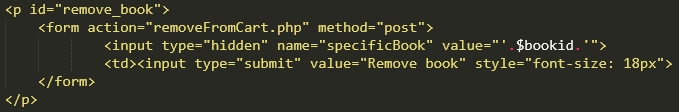 <p id="remove_book">
<form action="removeFromCart.php" method="post">
<input type="hidden" name="specificBook" value="'.$bookid.'">
<td><input type="submit" value="Remove book" style="font-size: 18px">
</form>
</p>